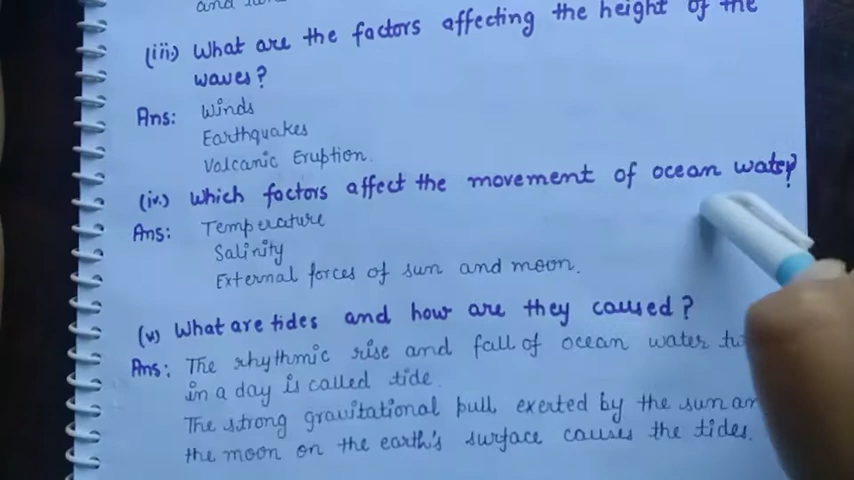 and
(iii.) What are the factors affecting the height of the
waves?
Ans: Winds
Earthquakes
Valcanic Eruption.
(iv.) Which factors affect the movement of ocean water?
Ans: Temperature
Salinity
External forces of sun and moon.
(v) What are tides and how are they caused?
Ans: The rhythmic rise and fall of ocean water
in a day is called tide.
The strong gravitational pull exerted by the sun
the moon on the earth's surface causes the tides.